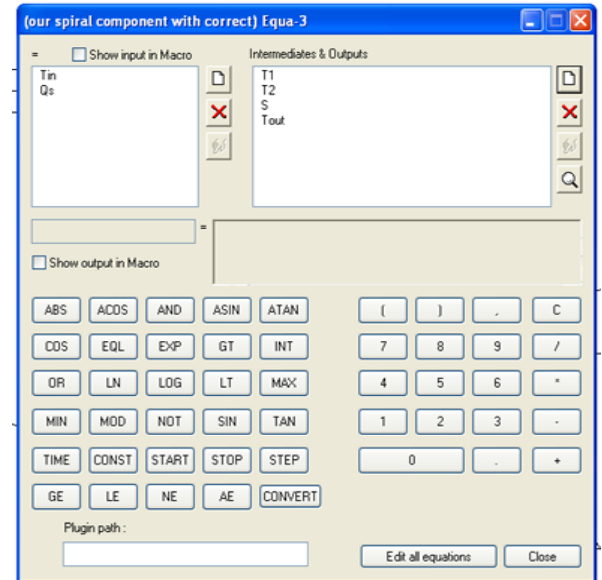 (our spiral component with correct) Equa-3
= Show input in Macro Intermediates & Outputs
Tin
Qs
T1
T2
S
Tout
=
Show output in Macro
ABS ACOS AND ASIN ATAN ( ) , C
COS EQL EXP GT INT 7 8 9 /
OR LN LOG LT MAX 4 5 6 *
MIN MOD NOT SIN TAN 1 2 3 -
TIME CONST START STOP STEP 0 . +
GE LE NE AE CONVERT
Plugin path :
Edit all equations Close